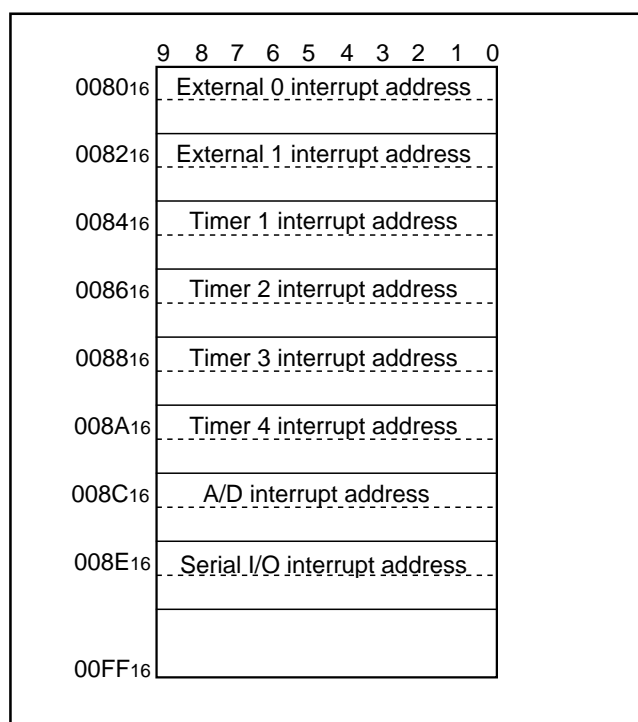 9 8 7 6 5 4 3 2 1 0
008016 External 0 interrupt address
008216 External 1 interrupt address
008416 Timer 1 interrupt address
008616 Timer 2 interrupt address
008816 Timer 3 interrupt address
008A16 Timer 4 interrupt address
008C16 A/D interrupt address
008E16 Serial I/O interrupt address
00FF16